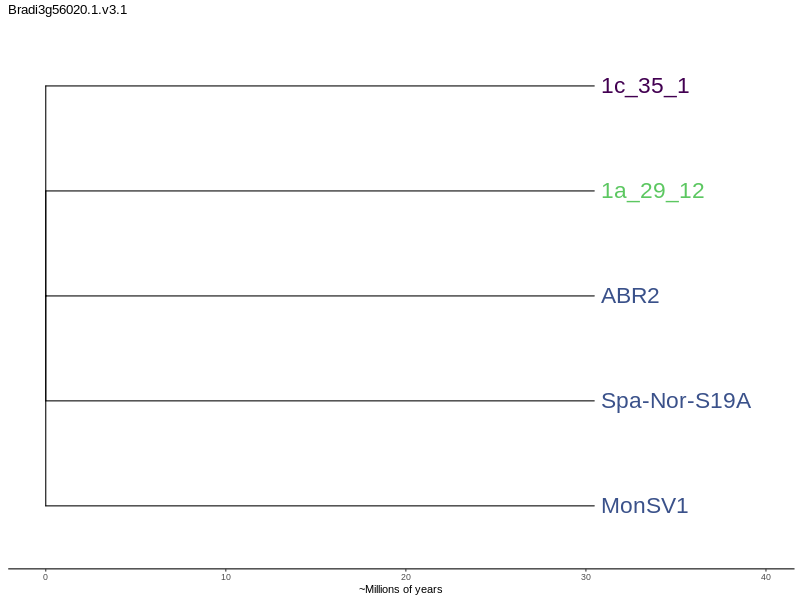 Bradi3g56020.1.v3.1
1c_35_1
1a_29_12
ABR2
Spa-Nor-S19A
MonSV1
0 10 20 30 40
~Millions of years